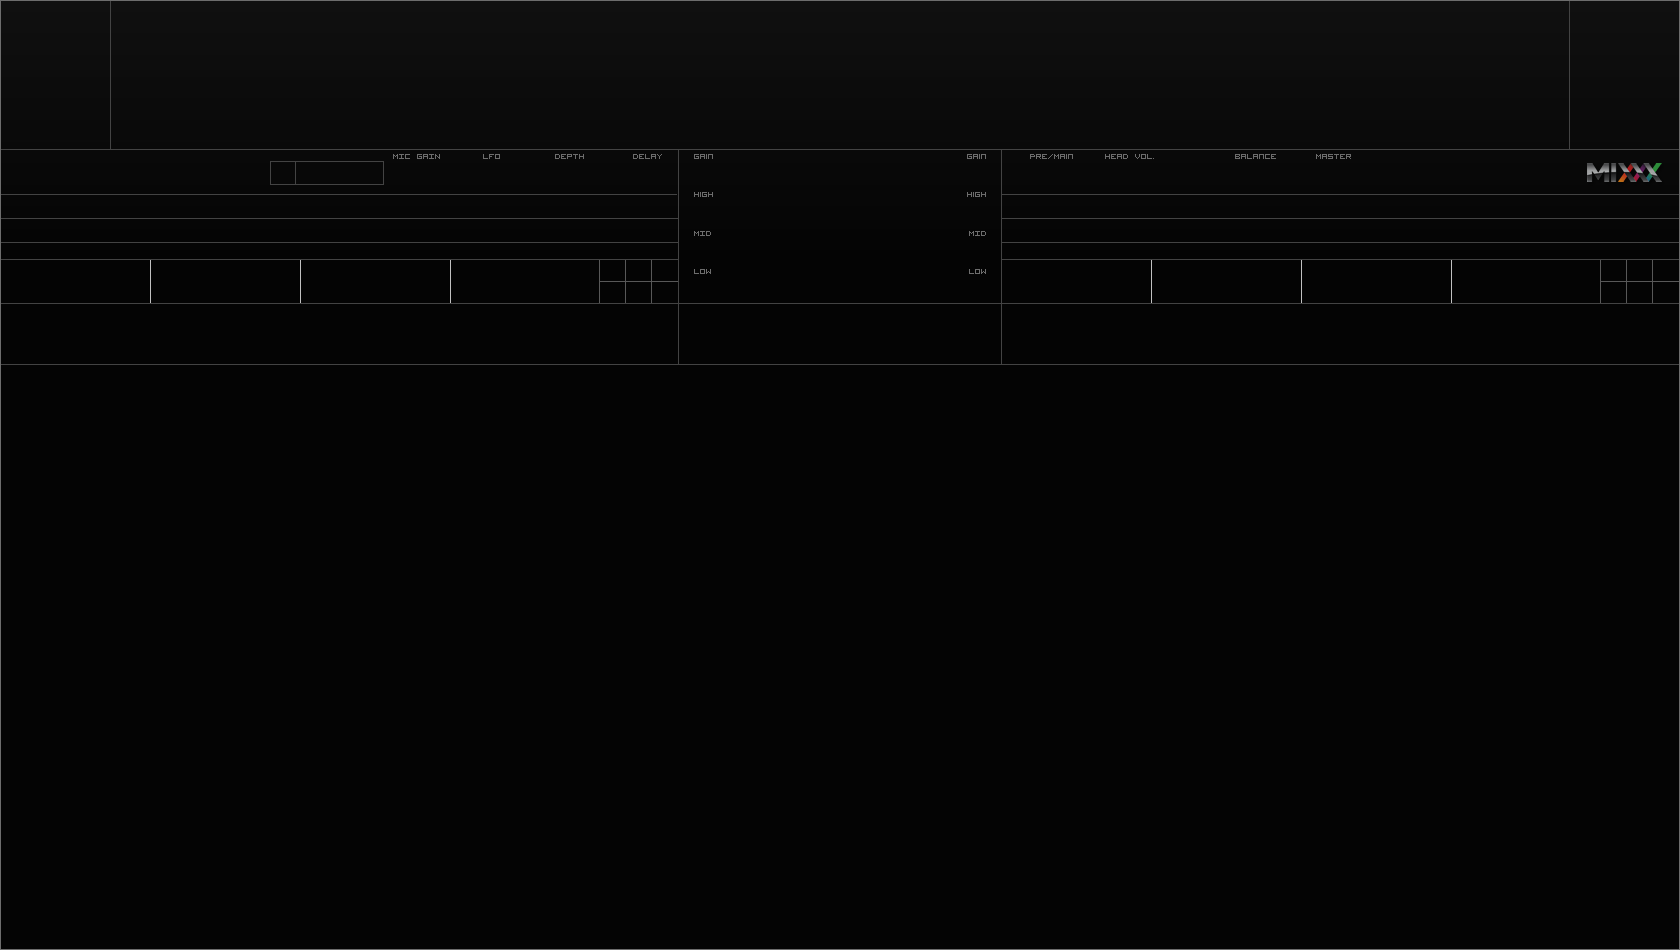 MIC GAIN LFO DEPTH DELAY GAIN GAIN PRE/MAIN HEAD VOL. BALANCE MASTER
MIXXX
HIGH HIGH
MID MID
LOW LOW